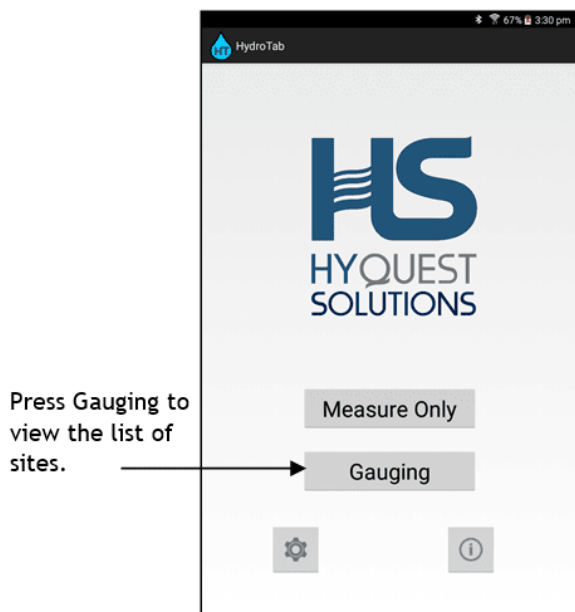 67% 3:30 pm
HT HydroTab
HS
HYQUEST
SOLUTIONS
Measure Only
Press Gauging to
view the list of
sites.
Gauging
i